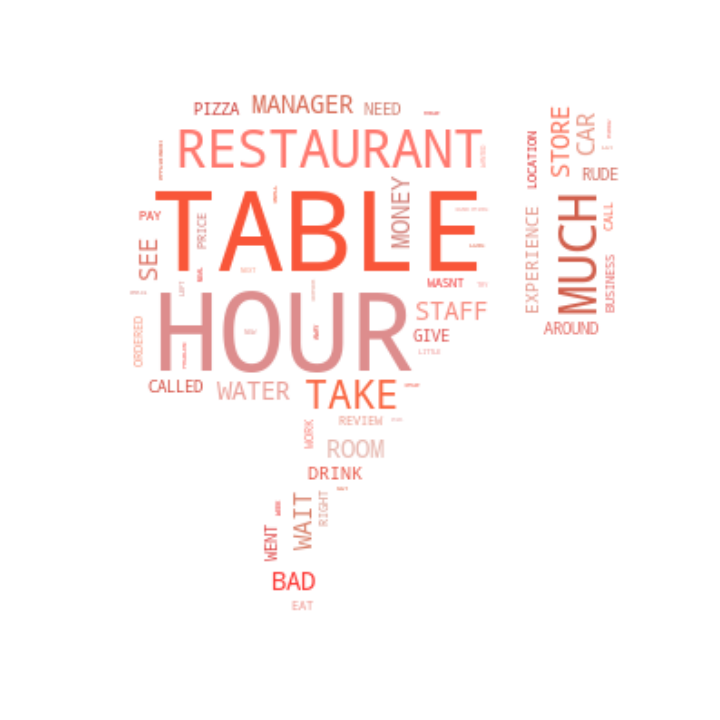 PIZZA MANAGER NEED
RESTAURANT
TABLE
MONEY
PAY
SEE
PRICE
WASNT
HOUR
STAFF
GIVE
LITTLE
ORDERED
CALLED WATER TAKE
REVIEW
WORK
ROOM
DRINK
WAIT
RIGHT
WENT
BAD
EAT
LOCATION
STORE
CAR
RUDE
EXPERIENCE
MUCH
CALL
BUSINESS
AROUND